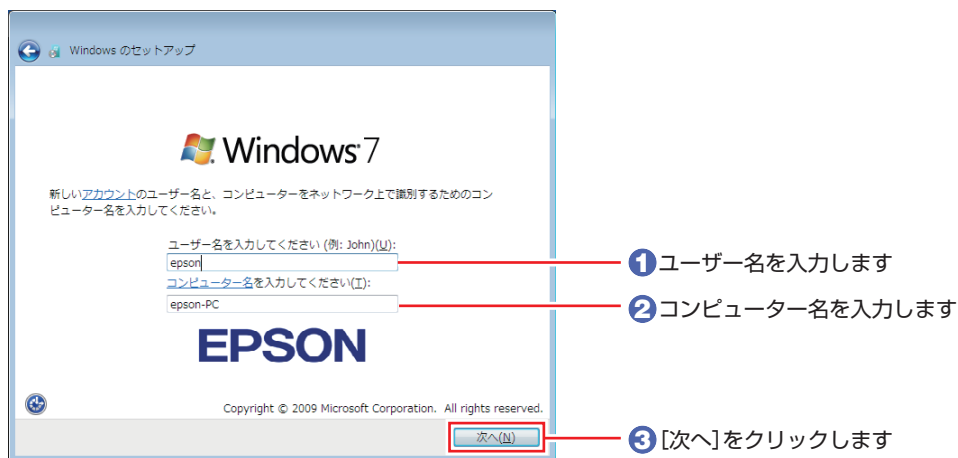 Windows のセットアップ
Windows 7
新しいアカウントのユーザー名と、コンピューターをネットワーク上で識別するためのコン
ピューター名を入力してください。
ユーザー名を入力してください (例: John)(U):
epson
❶ユーザー名を入力します
コンピューター名を入力してください(T):
epson-PC
❷コンピューター名を入力します
EPSON
Copyright © 2009 Microsoft Corporation. All rights reserved.
次へ(N)
❸[次へ]をクリックします